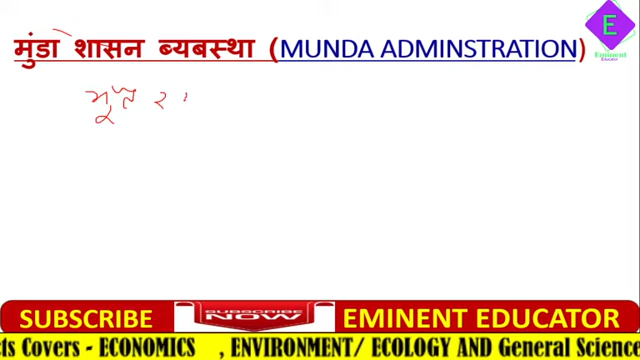 मुंडा शासन ब्यबस्था (MUNDA ADMINSTRATION)
E
Eminent
Educator
SUBSCRIBE
SUBSCRIBE
NOW
EMINENT EDUCATOR
ts Covers - ECONOMICS , ENVIRONMENT/ ECOLOGY and General Science